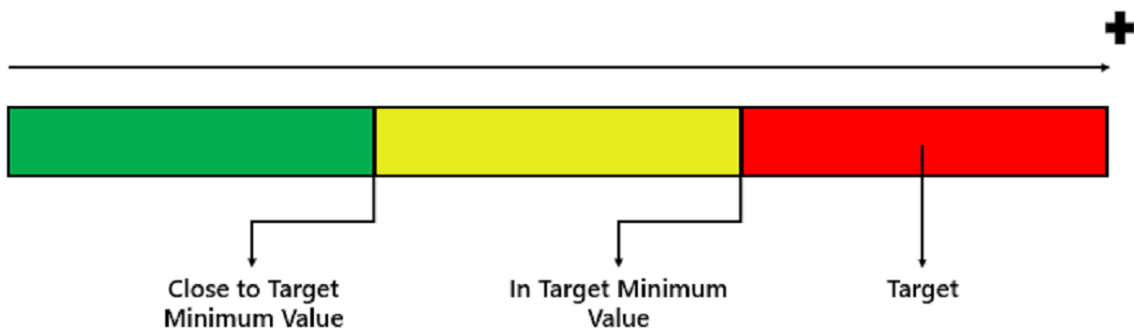 Close to Target
Minimum Value
In Target Minimum
Value
Target